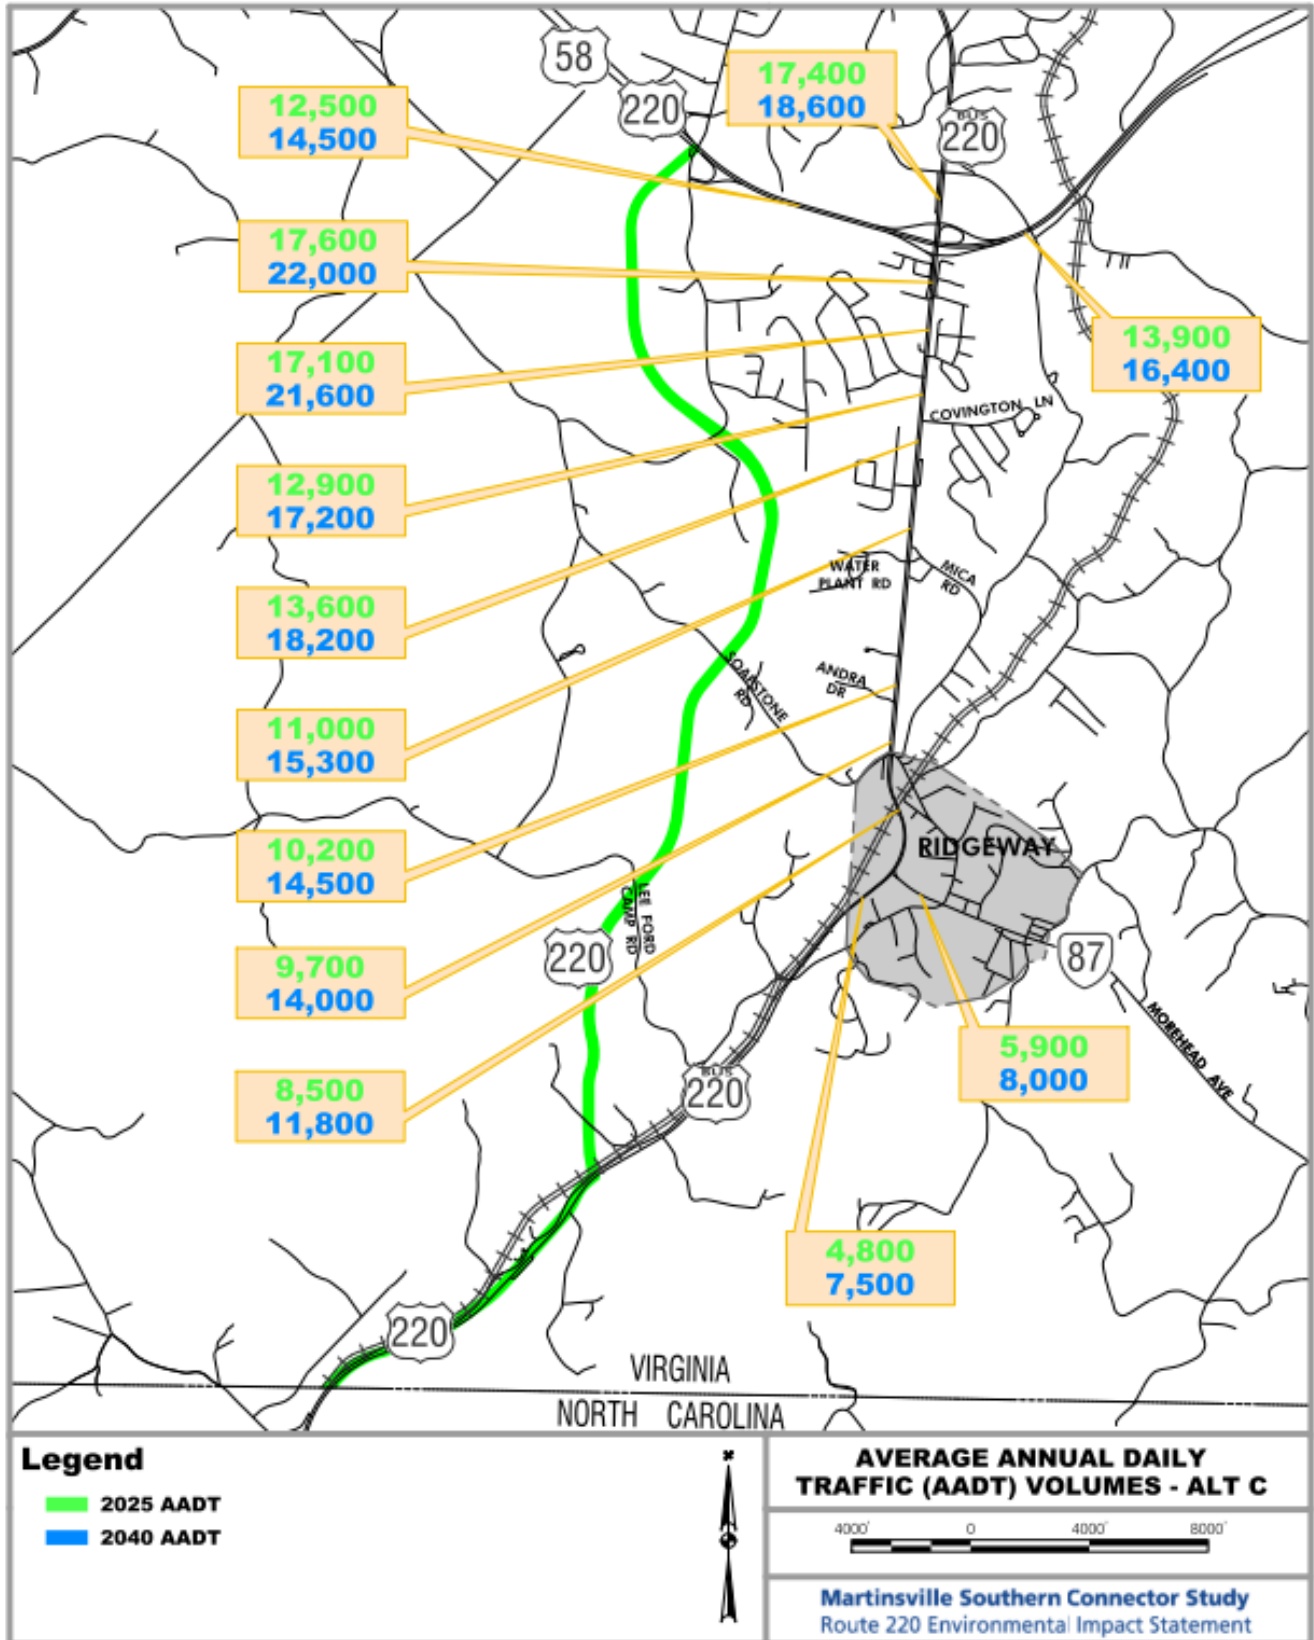 58
220
17,400
18,600
BUS
220
12,500
14,500
17,600
22,000
13,900
16,400
17,100
21,600
COVINGTON LN
12,900
17,200
WATER
PLANT RD
MICA
RD
13,600
18,200
SOAPSTONE
RD
ANDRA
DR
11,000
15,300
10,200
14,500
RIDGEWAY
LEE FORD
CAMP RD
220
9,700
14,000
87
MOREHEAD AVE
5,900
8,000
8,500
11,800
BUS
220
4,800
7,500
220
VIRGINIA
NORTH CAROLINA
Legend
2025 AADT
2040 AADT
AVERAGE ANNUAL DAILY
TRAFFIC (AADT) VOLUMES - ALT C
4000' 0 4000' 8000'
Martinsville Southern Connector Study
Route 220 Environmental Impact Statement